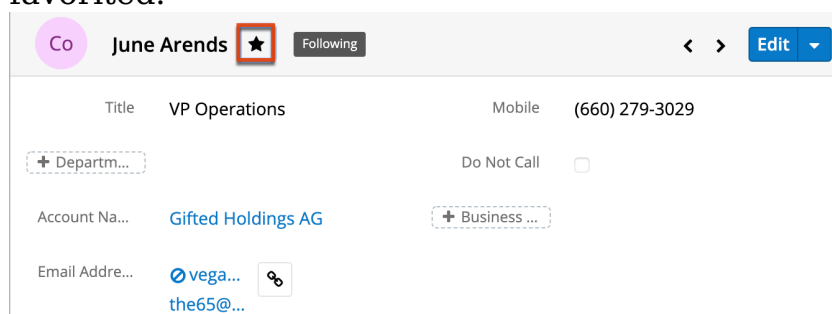 favorited.
Co June Arends Following Edit
Title VP Operations Mobile (660) 279-3029
+ Departm... Do Not Call
Account Na... Gifted Holdings AG + Business ...
Email Addre... vega...
the65@...